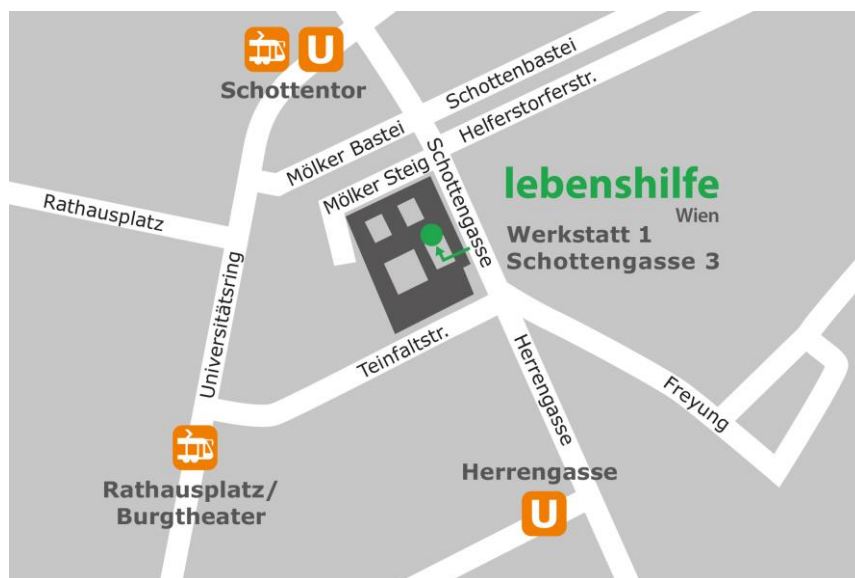 U
Schottentor
Schottenbastei
Helferstorferstr.
Mölker Bastei
Mölker Steig
Schottengasse
Rathausplatz
Universitätsring
lebenshilfe
Wien
Werkstatt 1
Schottengasse 3
Teinfaltstr.
Herrengasse
Freyung
Rathausplatz/
Burgtheater
Herrengasse
U